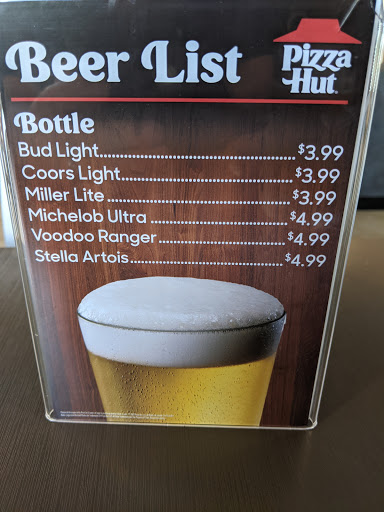 Beer List
Pizza
Hut
Bottle
Bud Light..............................................$3.99
Coors Light..........................................$3.99
Miller Lite............................................$3.99
Michelob Ultra ..................................$4.99
Voodoo Ranger................................$4.99
Stella Artois.......................................$4.99